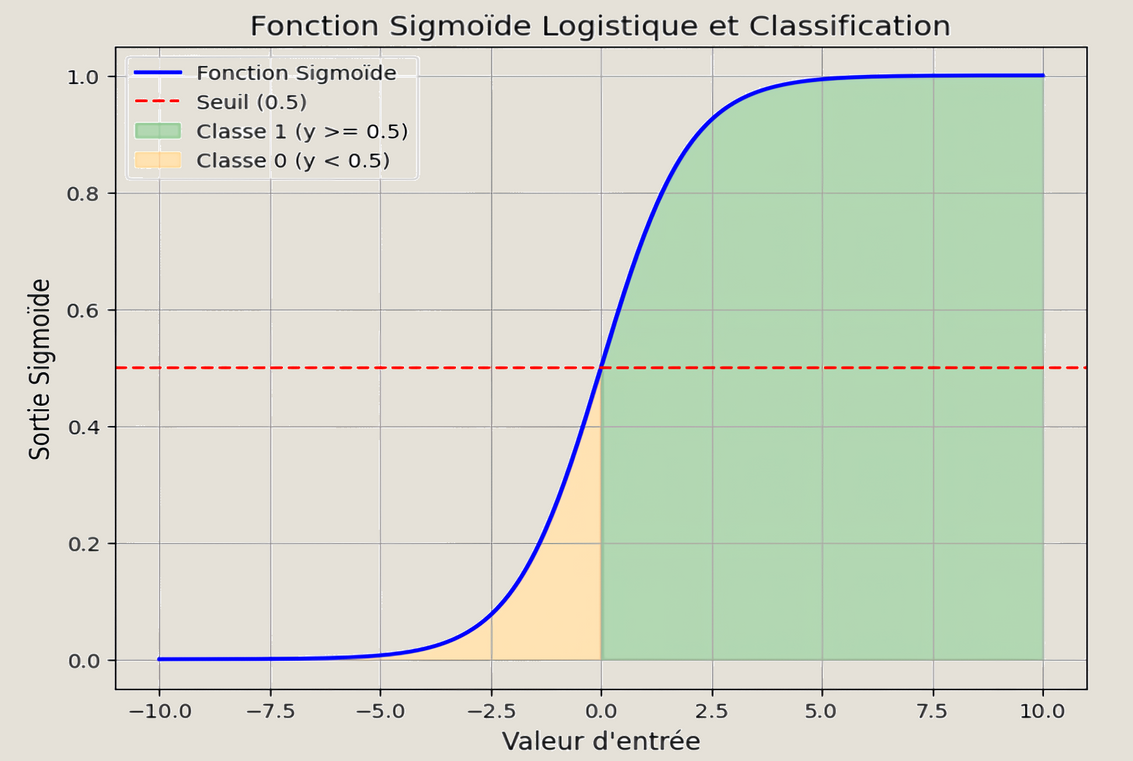 Fonction Sigmoïde Logistique et Classification
Fonction Sigmoïde
Seuil (0.5)
Classe 1 (y >= 0.5)
Classe 0 (y < 0.5)
Sortie Sigmoïde
1.0
0.8
0.6
0.4
0.2
0.0
−10.0 −7.5 −5.0 −2.5 0.0 2.5 5.0 7.5 10.0
Valeur d'entrée